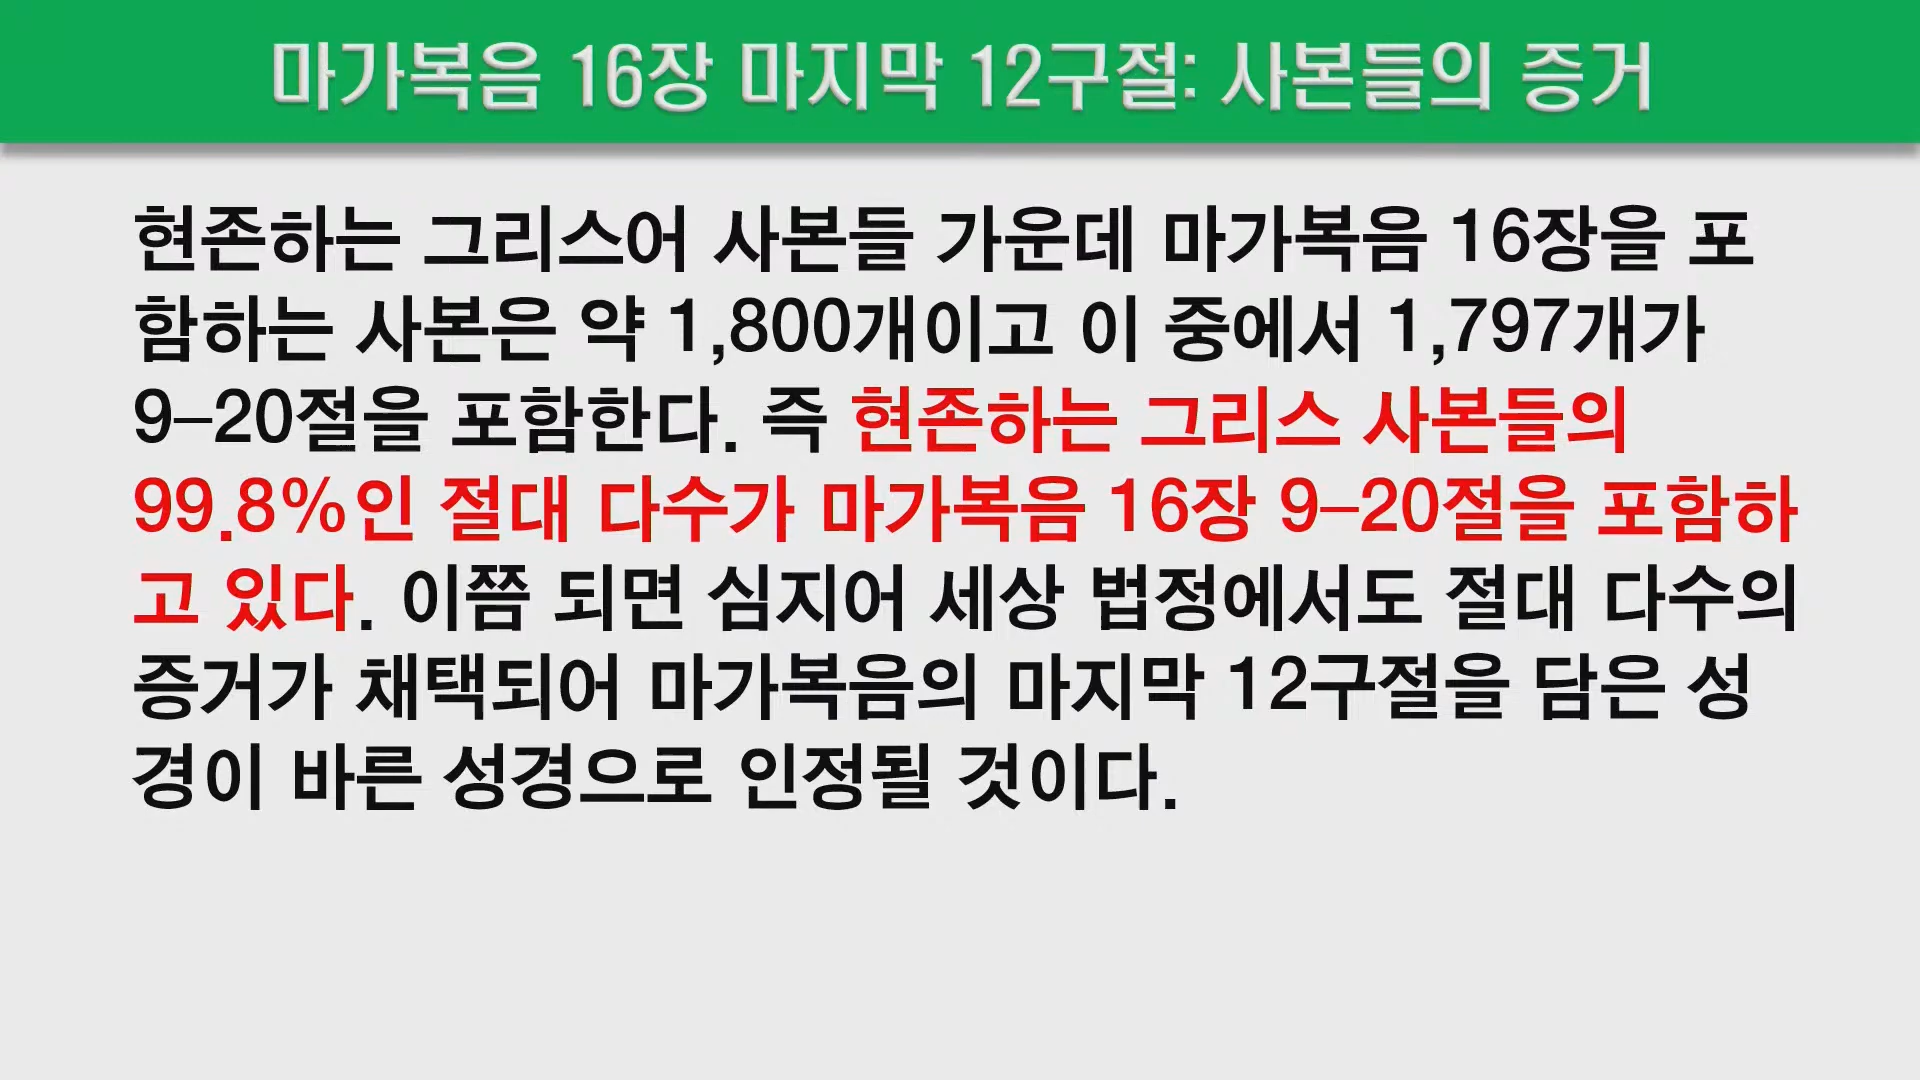 마가복음 16장 마지막 12구절: 사본들의 증거
현존하는 그리스어 사본들 가운데 마가복음 16장을 포
함하는 사본은 약 1,800개이고 이 중에서 1,797개가
9–20절을 포함한다. 즉 현존하는 그리스 사본들의
99.8%인 절대 다수가 마가복음 16장 9–20절을 포함하
고 있다. 이쯤 되면 심지어 세상 법정에서도 절대 다수의
증거가 채택되어 마가복음의 마지막 12구절을 담은 성
경이 바른 성경으로 인정될 것이다.